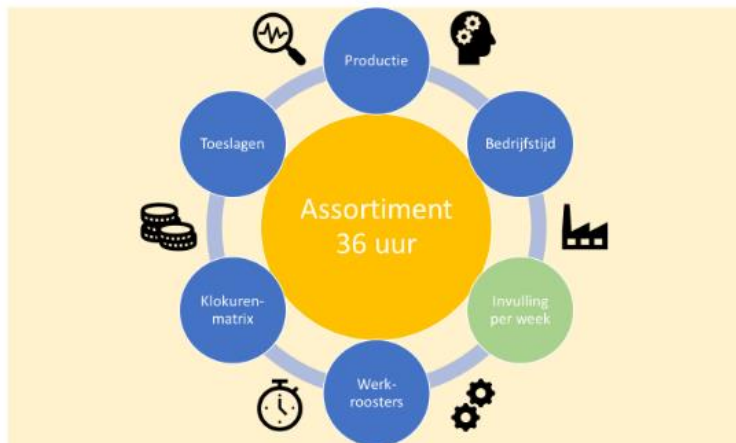 Productie
Toeslagen
Bedrijfstijd
Assortiment
36 uur
Klokuren-
matrix
Invulling
per week
Werk-
roosters